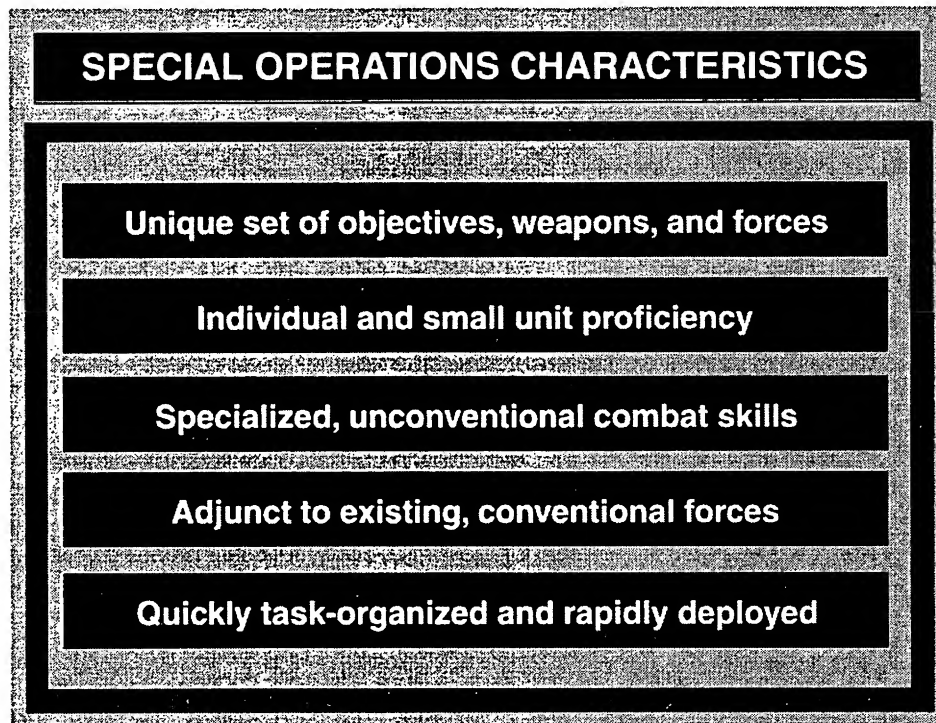 SPECIAL OPERATIONS CHARACTERISTICS
Unique set of objectives, weapons, and forces
Individual and small unit proficiency
Specialized, unconventional combat skills
Adjunct to existing, conventional forces
Quickly task-organized and rapidly deployed